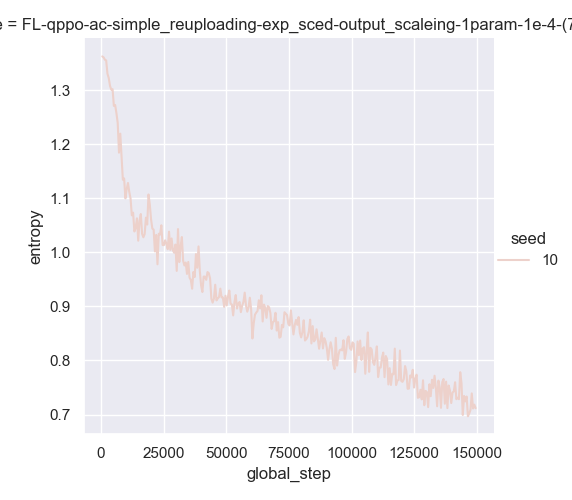 e = FL-qppo-ac-simple_reuploading-exp_sced-output_scaleing-1param-1e-4-(7
1.3
1.2
1.1
1.0
0.9
0.8
0.7
entropy
0 25000 50000 75000 100000 125000 150000
global_step
seed
10